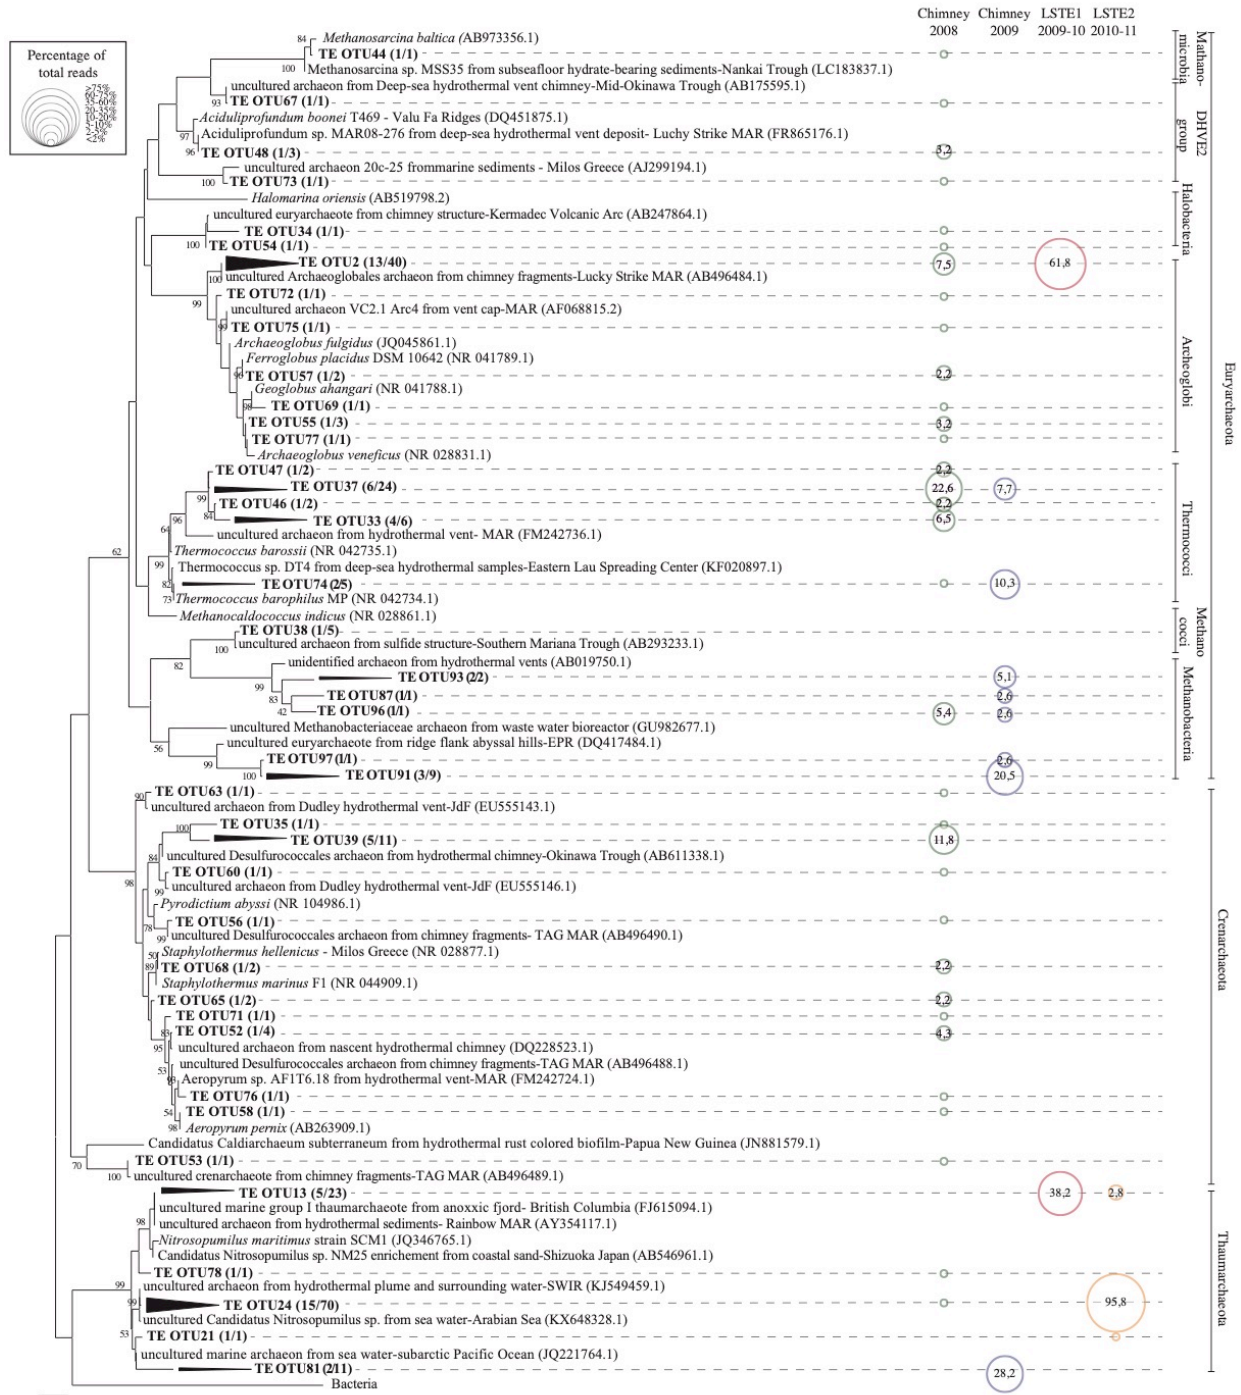 Chimney Chimney LSTE1 LSTE2
2008 2009 2009-10 2010-11
Percentage of
total reads
>75%
60-75%
35-60%
20-35%
10-20%
5-10%
2-5%
<2%
84 Methanosarcina baltica (AB973356.1)
TE OTU44 (1/1)
100 Methanosarcina sp. MSS35 from subseafloor hydrate-bearing sediments-Nankai Trough (LC183837.1)
uncultured archaeon from Deep-sea hydrothermal vent chimney-Mid-Okinawa Trough (AB175595.1)
93 TE OTU67 (1/1)
Aciduliprofundum boonei T469 - Valu Fa Ridges (DQ451875.1)
97 Aciduliprofundum sp. MAR08-276 from deep-sea hydrothermal vent deposit- Luchy Strike MAR (FR865176.1)
96 TE OTU48 (1/3) 3,2
uncultured archaeon 20c-25 frommarine sediments - Milos Greece (AJ299194.1)
100 TE OTU73 (1/1)
Halomarina oriensis (AB519798.2)
uncultured euryarchaeote from chimney structure-Kermadec Volcanic Arc (AB247864.1)
TE OTU34 (1/1)
100 TE OTU54 (1/1)
TE OTU2 (13/40) 7,5 61,8
100 uncultured Archaeoglobales archaeon from chimney fragments-Lucky Strike MAR (AB496484.1)
99 TE OTU72 (1/1)
uncultured archaeon VC2.1 Arc4 from vent cap-MAR (AF068815.2)
99 TE OTU75 (1/1)
Archaeoglobus fulgidus (JQ045861.1)
Ferroglobus placidus DSM 10642 (NR 041789.1)
96 TE OTU57 (1/2) 2,2
Geoglobus ahangari (NR 041788.1)
98 TE OTU69 (1/1)
TE OTU55 (1/3) 3,2
TE OTU77 (1/1)
Archaeoglobus veneficus (NR 028831.1)
TE OTU47 (1/2) 2,2
99 TE OTU37 (6/24) 22,6 7,7
TE OTU46 (1/2) 2,2
96 84 TE OTU33 (4/6) 6,5
64 uncultured archaeon from hydrothermal vent- MAR (FM242736.1)
62 Thermococcus barossii (NR 042735.1)
99 Thermococcus sp. DT4 from deep-sea hydrothermal samples-Eastern Lau Spreading Center (KF020897.1)
82 TE OTU74 (2/5) 10,3
73 Thermococcus barophilus MP (NR 042734.1)
Methanocaldococcus indicus (NR 028861.1)
TE OTU38 (1/5)
100 uncultured archaeon from sulfide structure-Southern Mariana Trough (AB293233.1)
82 unidentified archaeon from hydrothermal vents (AB019750.1)
TE OTU93 (2/2) 5,1
99 83 TE OTU87 (1/1) 2,6
42 TE OTU96 (1/1) 5,4 2,6
uncultured Methanobacteriaceae archaeon from waste water bioreactor (GU982677.1)
56 uncultured euryarchaeote from ridge flank abyssal hills-EPR (DQ417484.1)
99 TE OTU97 (1/1) 2,6
100 TE OTU91 (3/9) 20,5
90 TE OTU63 (1/1)
uncultured archaeon from Dudley hydrothermal vent-JdF (EU555143.1)
100 TE OTU35 (1/1)
TE OTU39 (5/11) 11,8
84 uncultured Desulfurococcales archaeon from hydrothermal chimney-Okinawa Trough (AB611338.1)
TE OTU60 (1/1)
98 99 uncultured archaeon from Dudley hydrothermal vent-JdF (EU555146.1)
Pyrodictium abyssi (NR 104986.1)
78 TE OTU56 (1/1)
99 uncultured Desulfurococcales archaeon from chimney fragments- TAG MAR (AB496490.1)
50 Staphylothermus hellenicus - Milos Greece (NR 028877.1)
89 TE OTU68 (1/2) 2,2
Staphylothermus marinus F1 (NR 044909.1)
TE OTU65 (1/2) 2,2
TE OTU71 (1/1)
83 TE OTU52 (1/4) 4,3
95 uncultured archaeon from nascent hydrothermal chimney (DQ228523.1)
53 uncultured Desulfurococcales archaeon from chimney fragments-TAG MAR (AB496488.1)
Aeropyrum sp. AF1T6.18 from hydrothermal vent-MAR (FM242724.1)
TE OTU76 (1/1)
54 TE OTU58 (1/1)
98 Aeropyrum pernix (AB263909.1)
Candidatus Caldiarchaeum subterraneum from hydrothermal rust colored biofilm-Papua New Guinea (JN881579.1)
70 TE OTU53 (1/1)
100 uncultured crenarchaeote from chimney fragments-TAG MAR (AB496489.1)
TE OTU13 (5/23) 38,2 2,8
uncultured marine group I thaumarchaeote from anoxxic fjord- British Columbia (FJ615094.1)
98 uncultured archaeon from hydrothermal sediments- Rainbow MAR (AY354117.1)
Nitrosopumilus maritimus strain SCM1 (JQ346765.1)
Candidatus Nitrosopumilus sp. NM25 enrichement from coastal sand-Shizuoka Japan (AB546961.1)
TE OTU78 (1/1)
99 uncultured archaeon from hydrothermal plume and surrounding water-SWIR (KJ549459.1)
99 TE OTU24 (15/70) 95,8
uncultured Candidatus Nitrosopumilus sp. from sea water-Arabian Sea (KX648328.1)
53 TE OTU21 (1/1)
uncultured marine archaeon from sea water-subarctic Pacific Ocean (JQ221764.1)
TE OTU81 (2/11) 28,2
Bacteria
Mathano-
microbia
DHVE2
group
Halobacteria
Archeoglobi
Thermococci
Methano
cocci
Methanobacteria
Euryarchaeota
Crenarchaeota
Thaumarchaeota